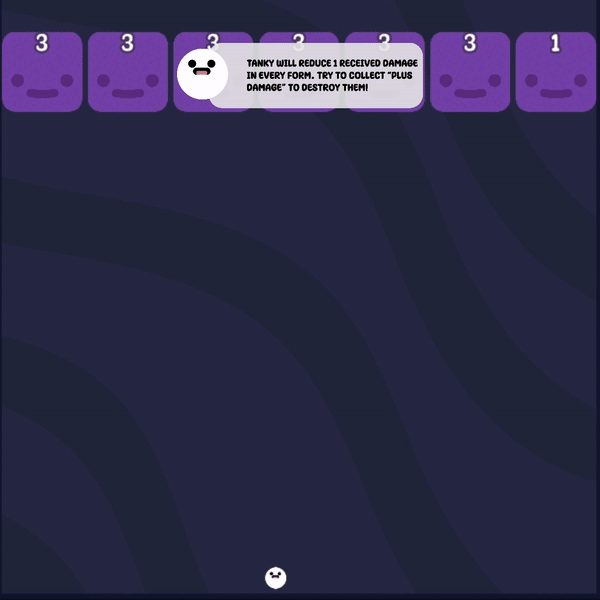 3 3 3 3 3 3 1
TANKY WILL REDUCE 1 RECEIVED DAMAGE
IN EVERY FORM. TRY TO COLLECT "PLUS
DAMAGE" TO DESTROY THEM!